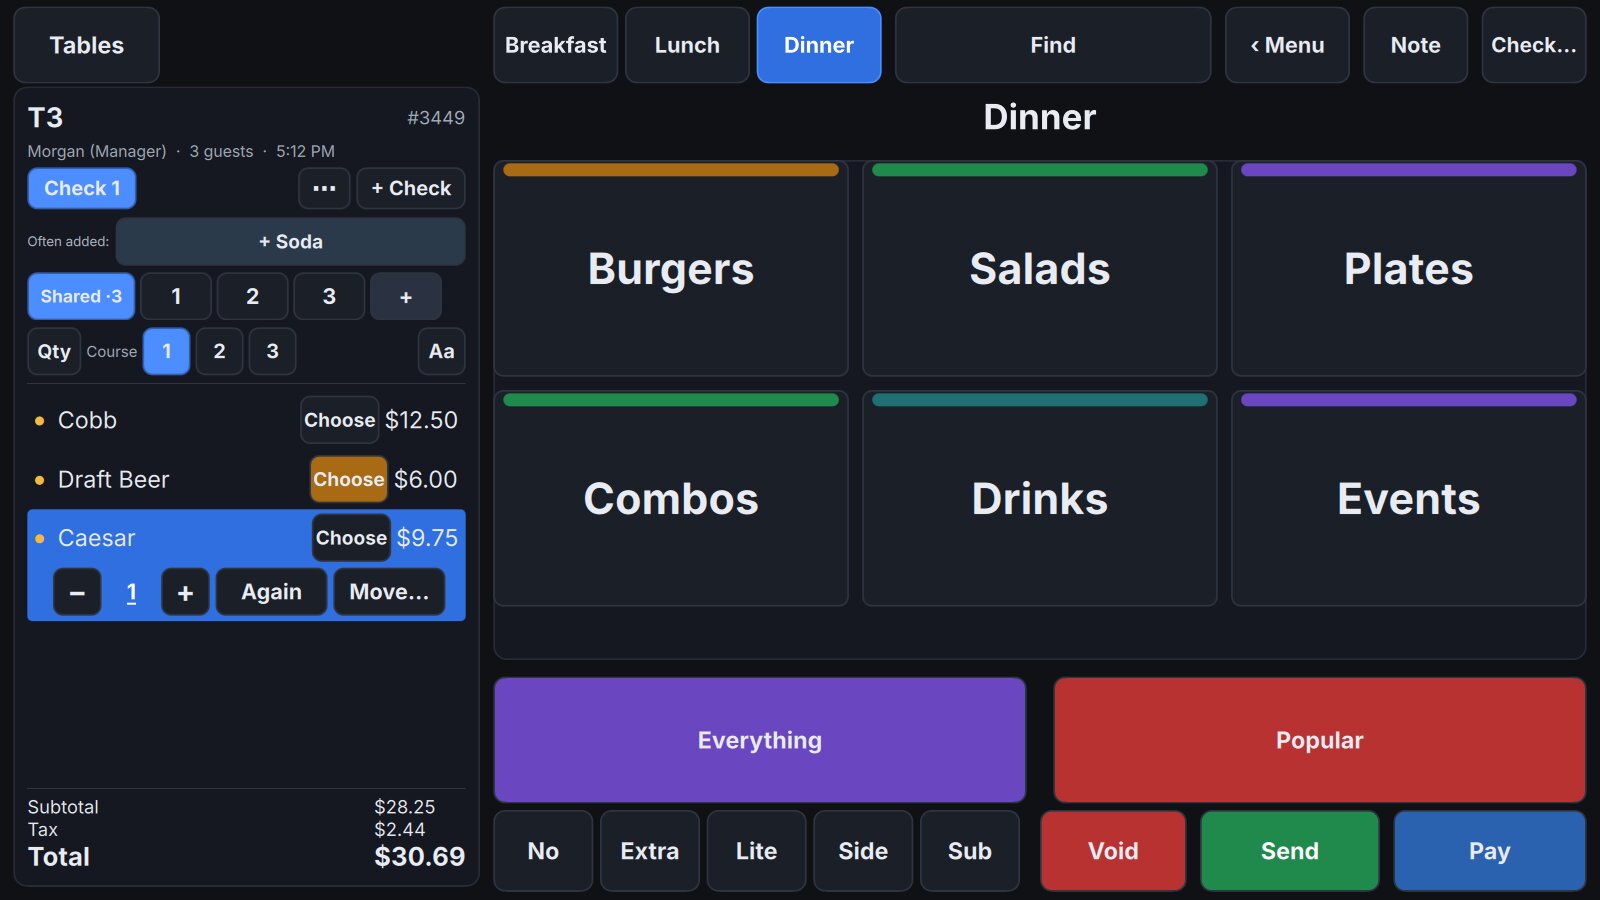 Tables
Breakfast
Lunch
Dinner
Find
‹ Menu
Note
Check...
T3
#3449
Morgan (Manager) · 3 guests · 5:12 PM
Check 1
···
+ Check
Often added:
+ Soda
Shared ·3
1
2
3
+
Qty
Course
1
2
3
Aa
Cobb
Choose
$12.50
Draft Beer
Choose
$6.00
Caesar
Choose
$9.75
−
1
+
Again
Move...
Subtotal
$28.25
Tax
$2.44
Total
$30.69
Dinner
Burgers
Salads
Plates
Combos
Drinks
Events
Everything
Popular
No
Extra
Lite
Side
Sub
Void
Send
Pay